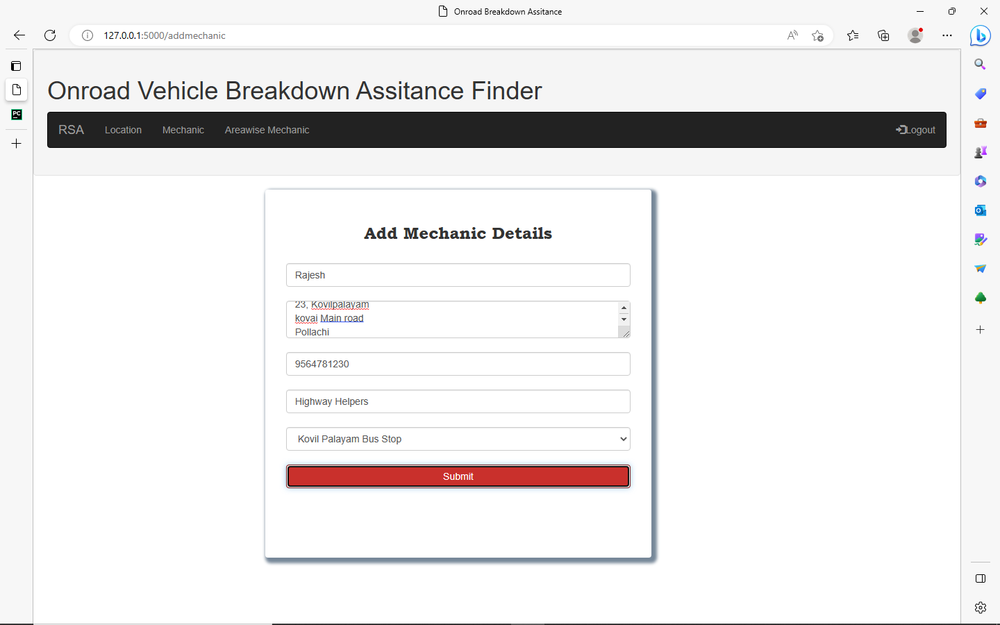 Onroad Breakdown Assitance
127.0.0.1:5000/addmechanic
Onroad Vehicle Breakdown Assitance Finder
RSA Location Mechanic Areawise Mechanic Logout
Add Mechanic Details
Rajesh
23, Kovilpalayam
kovai Main road
Pollachi
9564781230
Highway Helpers
Kovil Palayam Bus Stop
Submit